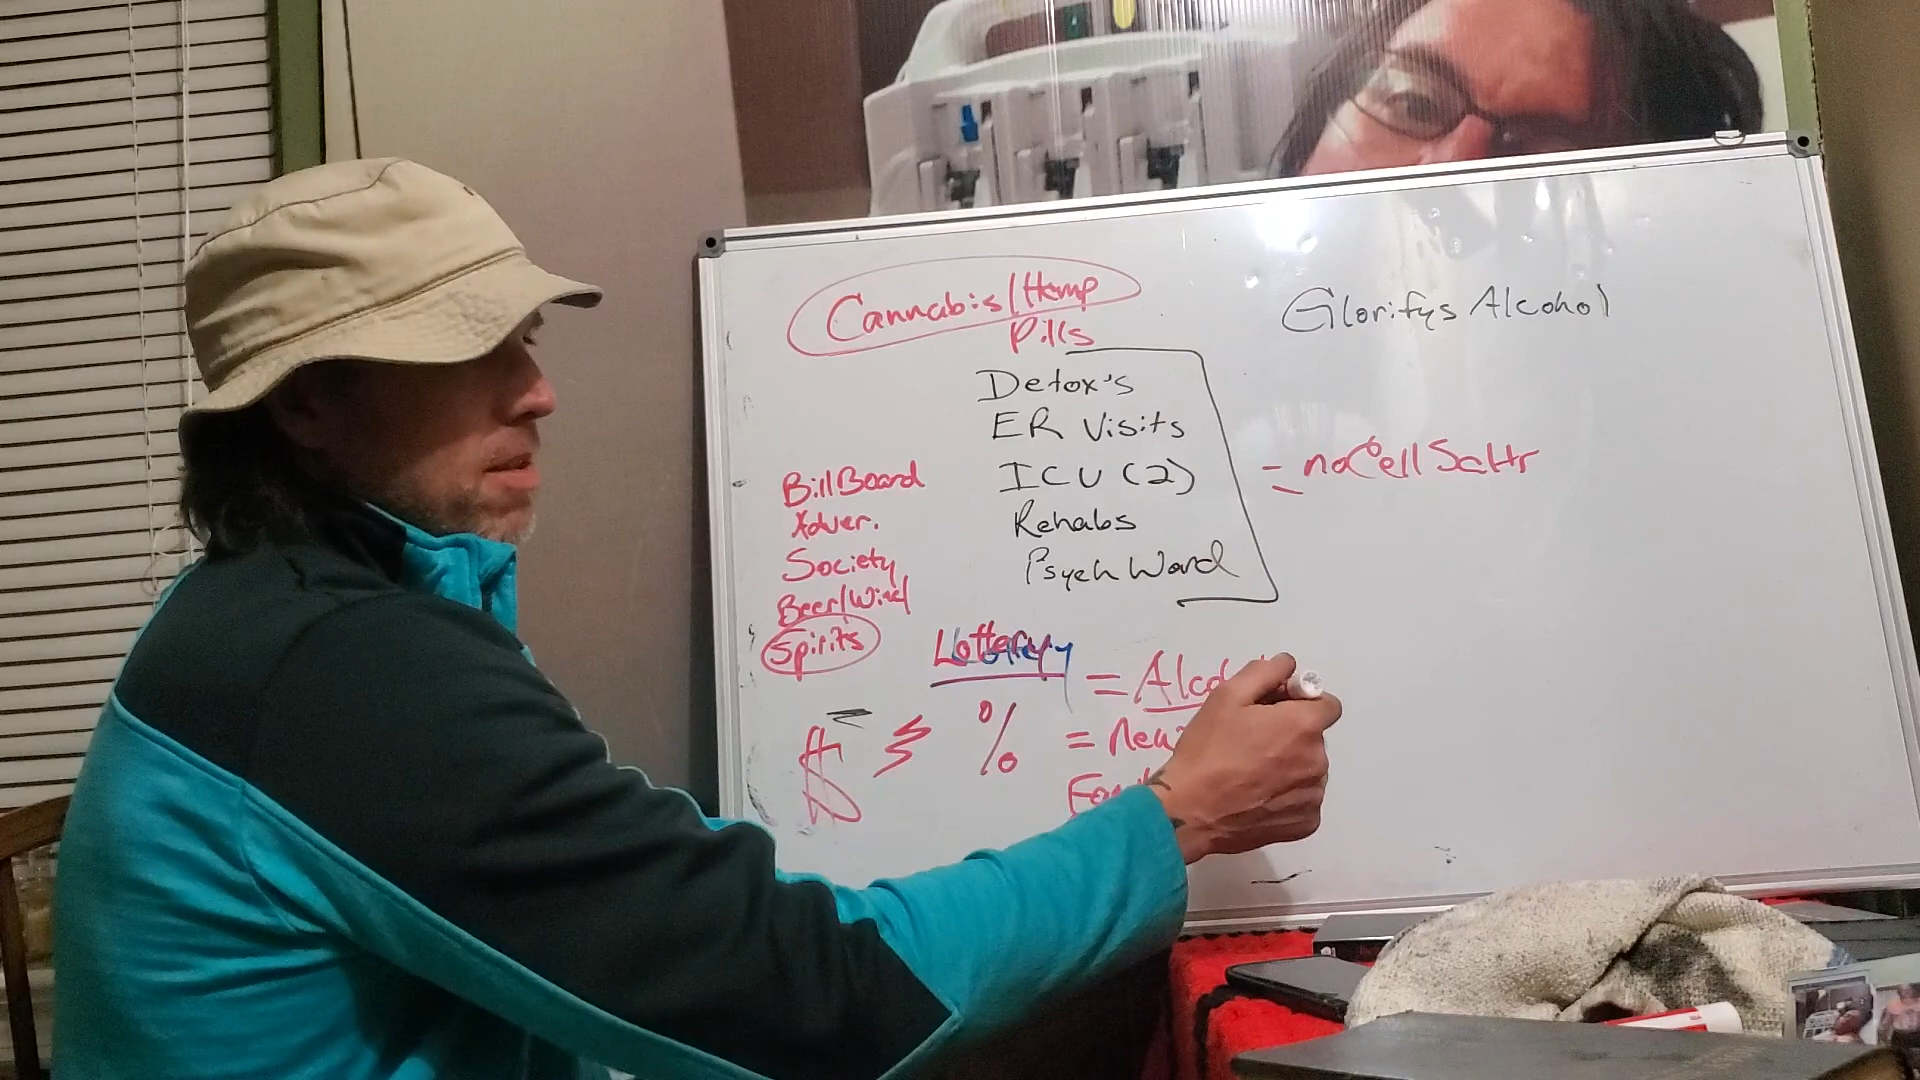 Cannabis/Hemp
Pills
Glorifys Alcohol
Detox's
ER Visits
ICU (2)
Rehabs
Psych Ward
= no Cell Salts
BillBoard
Adver.
Society
Beer/Wine
Spirits
Lottery
= Alco
$ %
=